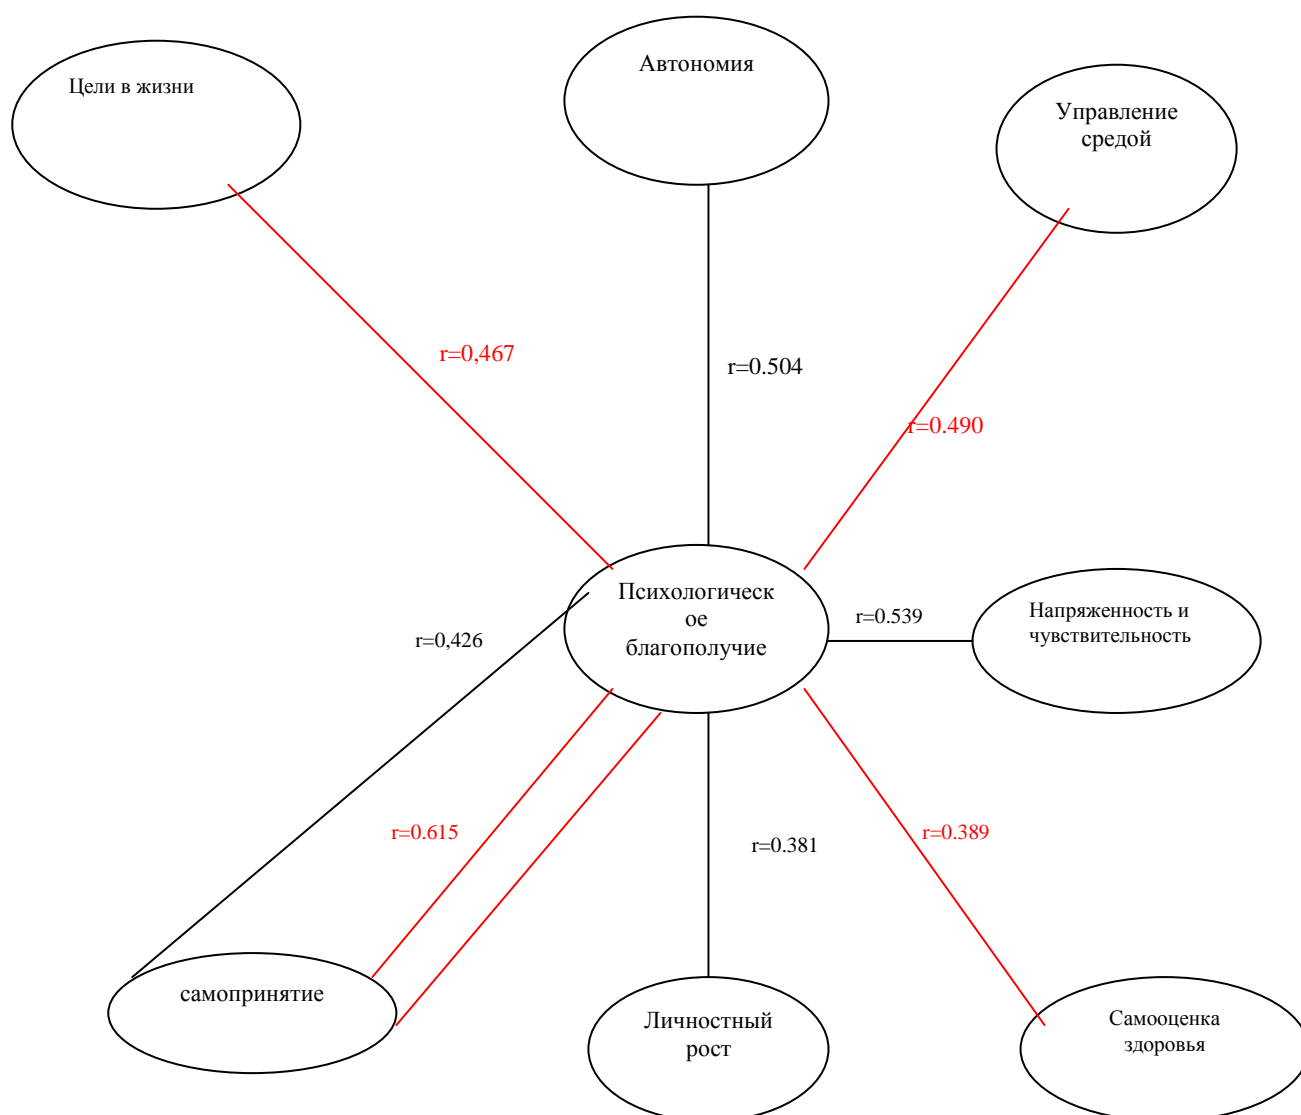 Цели в жизни
Автономия
Управление
средой
r=0,467
r=0.504
r=0.490
Психологическ
ое
благополучие
r=0.539
Напряженность и
чувствительность
r=0,426
r=0.615
r=0.381
r=0.389
самопринятие
Личностный
рост
Самооценка
здоровья